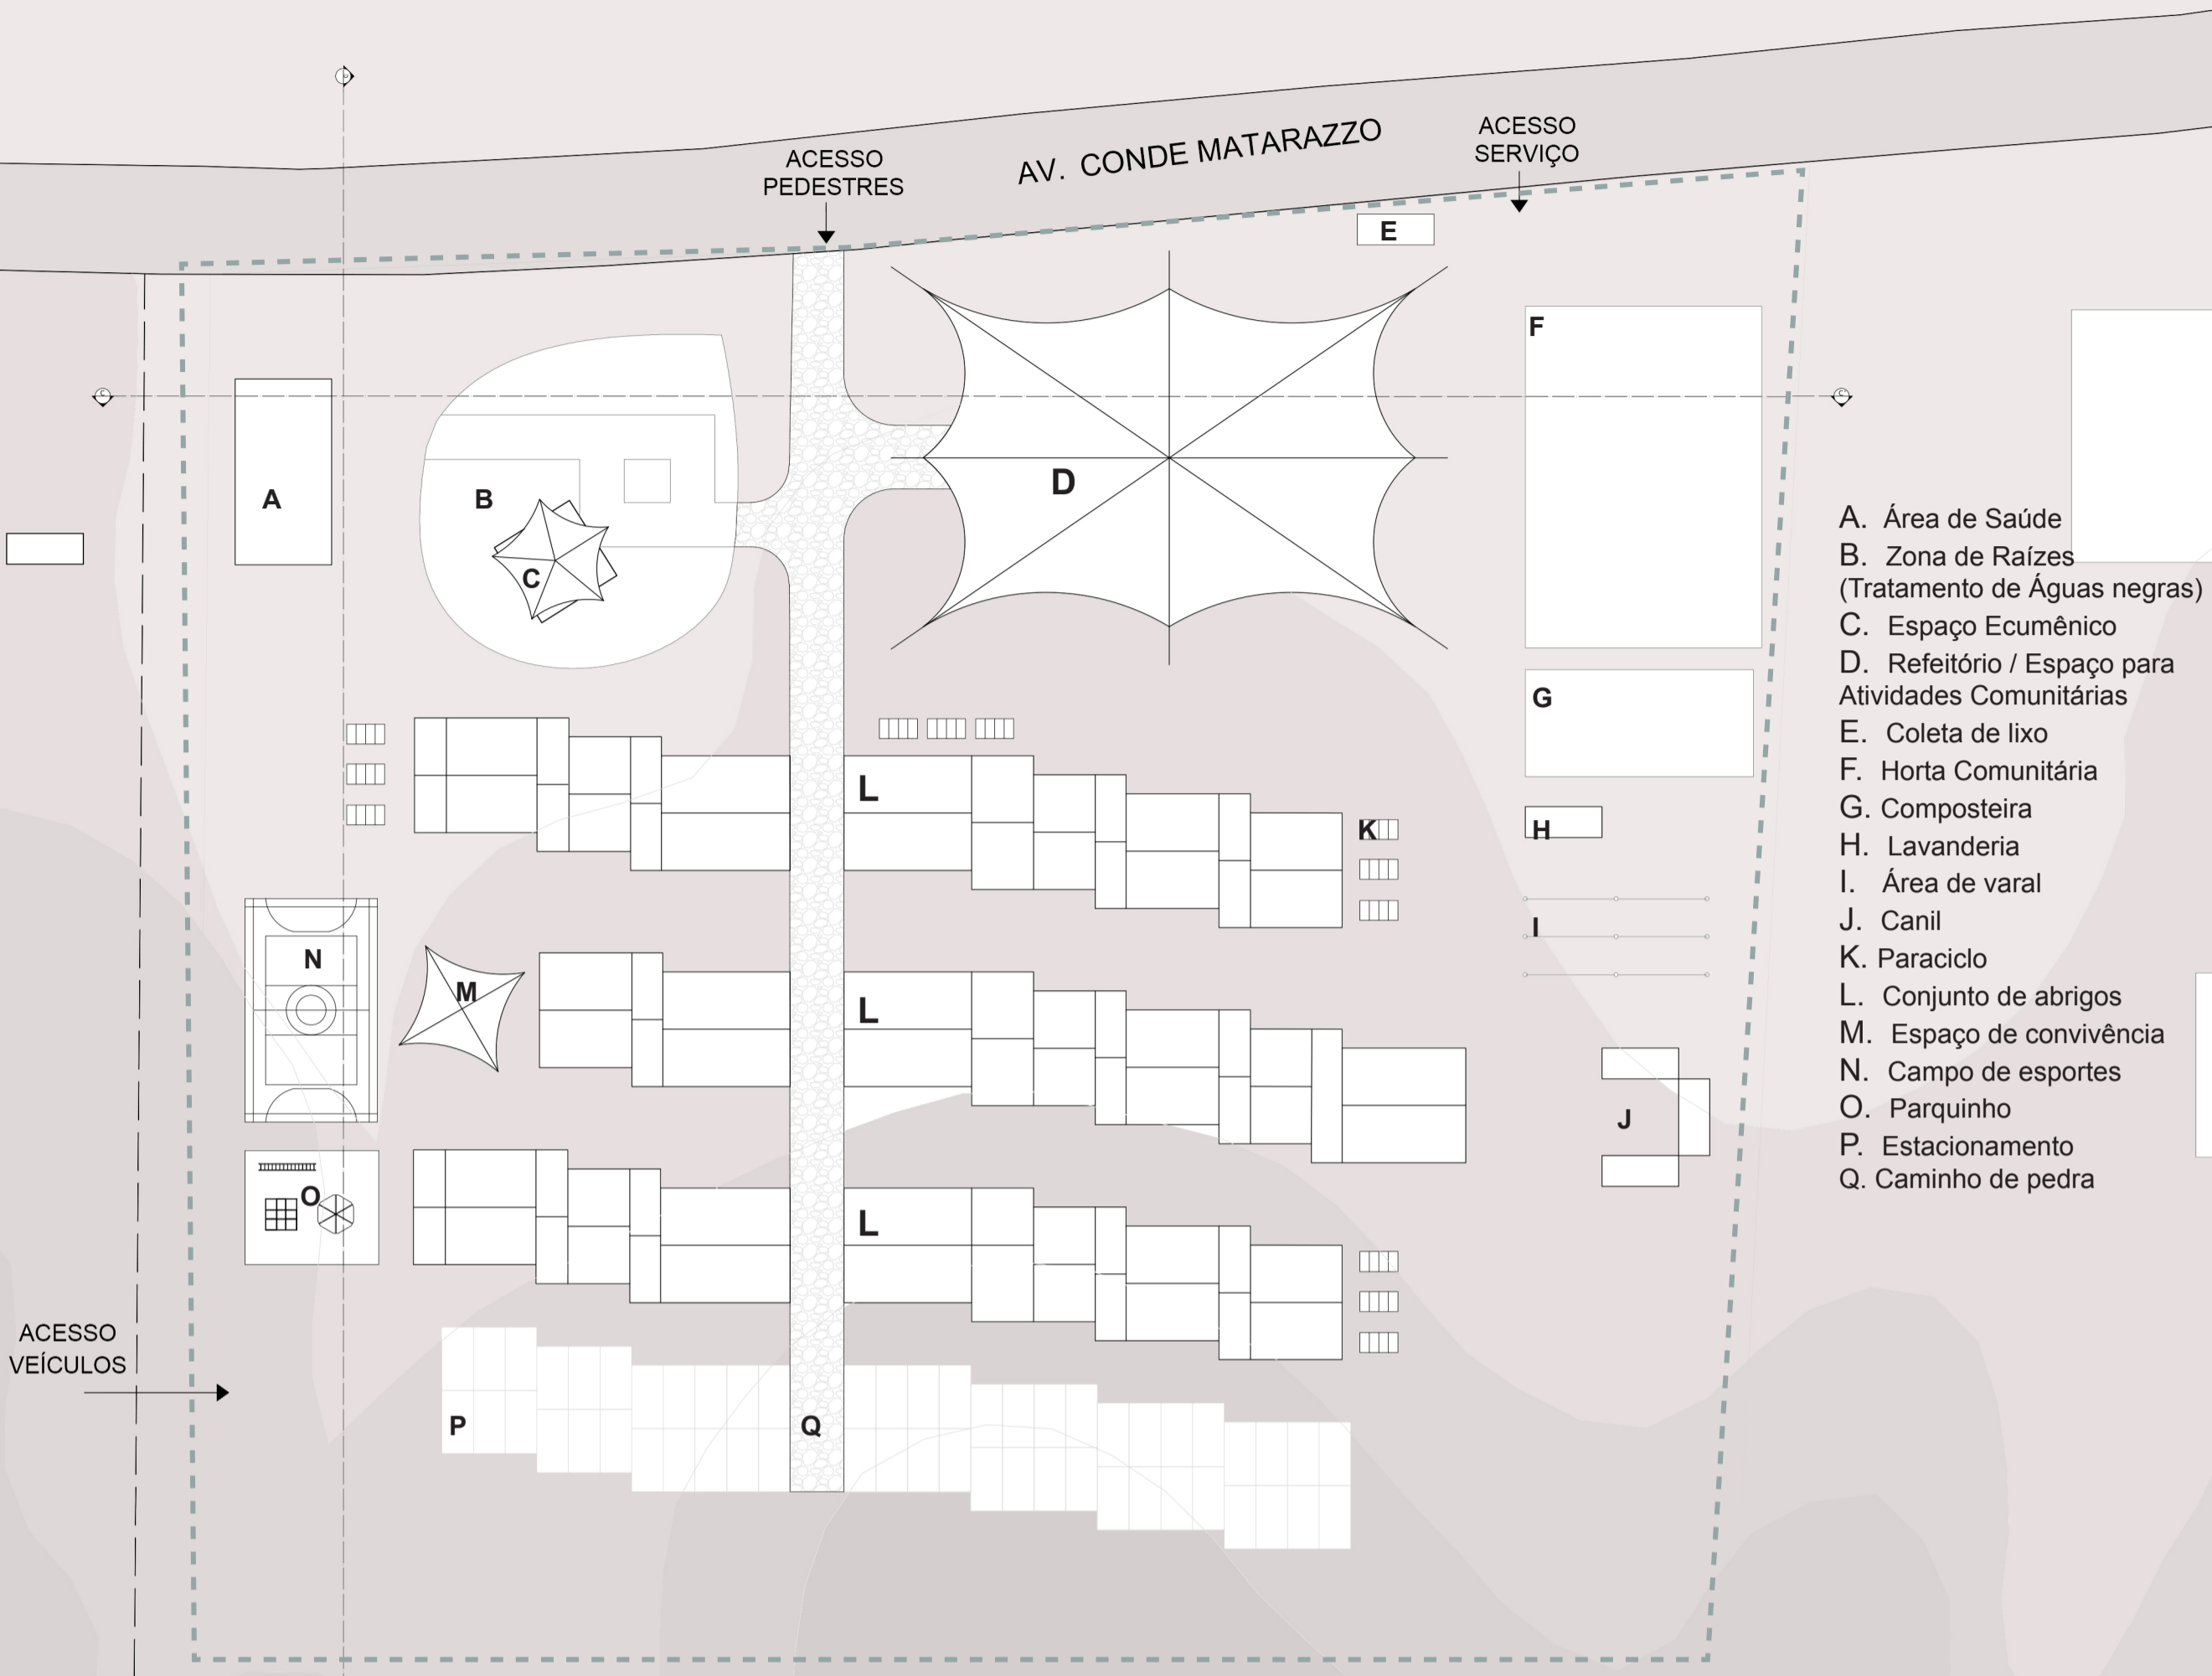 ACESSO
PEDESTRES
AV. CONDE MATARAZZO
ACESSO
SERVIÇO
E
F
A
B
C
D
G
L
K
H
N
M
L
I
O
L
J
ACESSO
VEÍCULOS
P
Q
A. Área de Saúde
B. Zona de Raízes
(Tratamento de Águas negras)
C. Espaço Ecumênico
D. Refeitório / Espaço para
Atividades Comunitárias
E. Coleta de lixo
F. Horta Comunitária
G. Composteira
H. Lavanderia
I. Área de varal
J. Canil
K. Paraciclo
L. Conjunto de abrigos
M. Espaço de convivência
N. Campo de esportes
O. Parquinho
P. Estacionamento
Q. Caminho de pedra